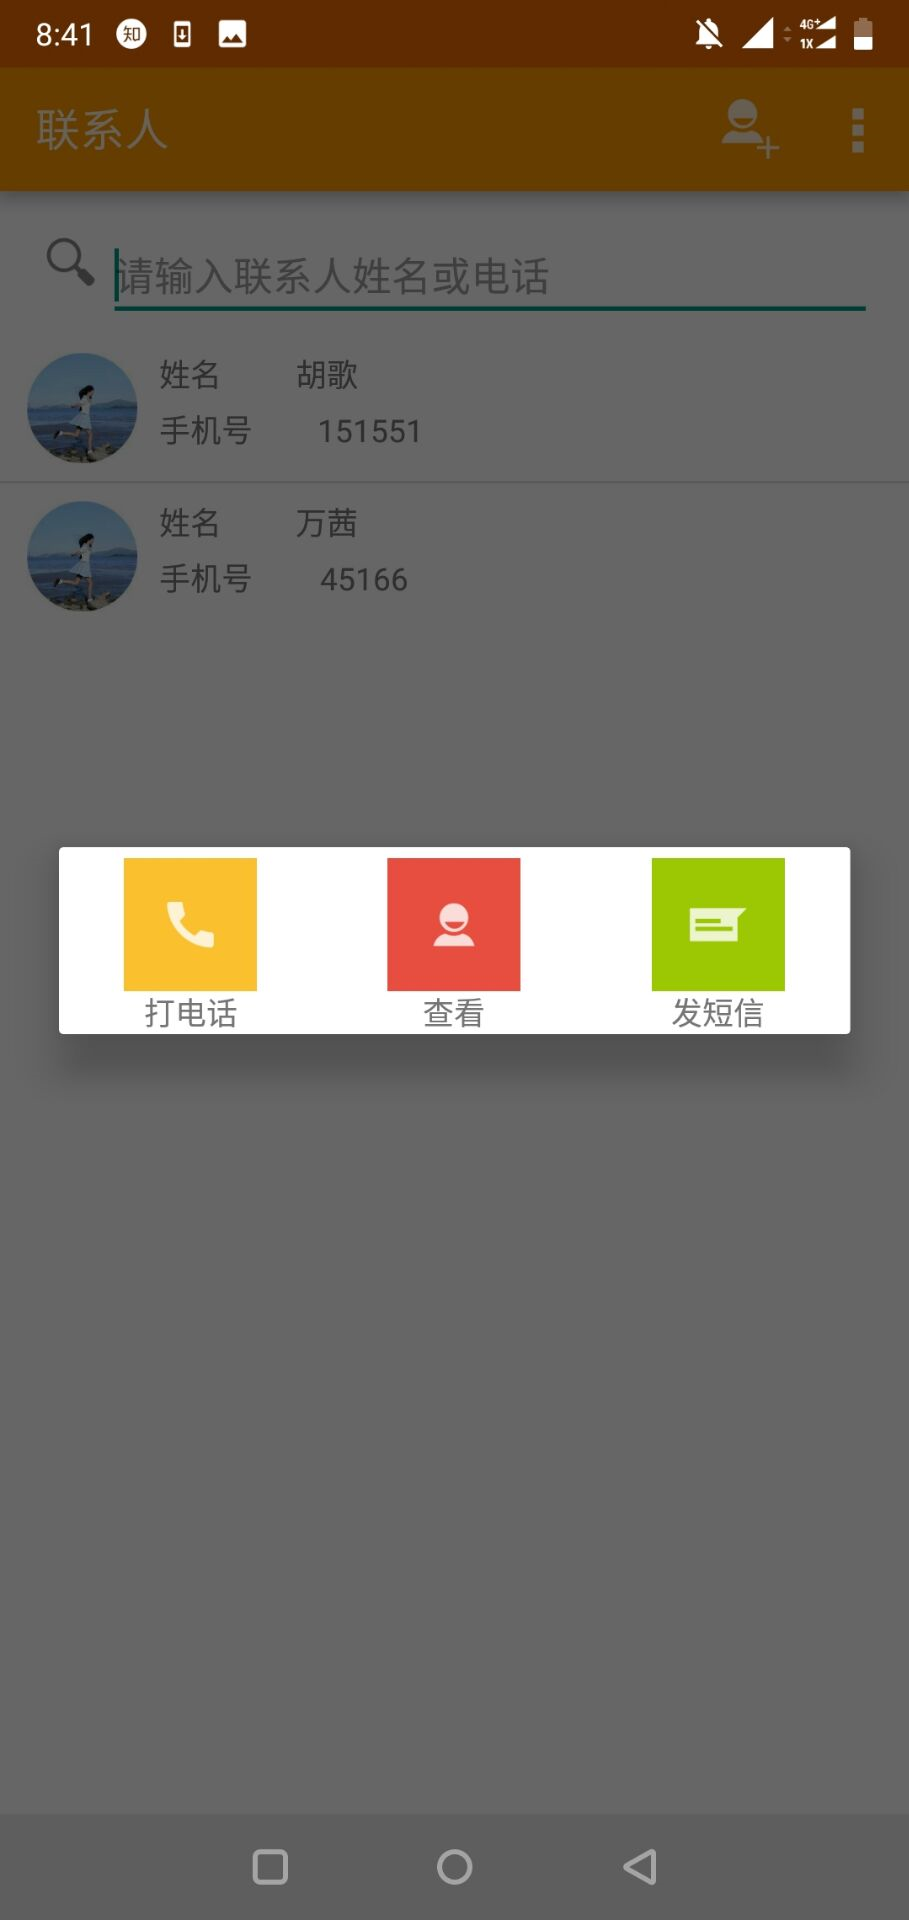 8:41 知 4G+ 1X
联系人
请输入联系人姓名或电话
姓名 胡歌
手机号 151551
姓名 万茜
手机号 45166
打电话 查看 发短信